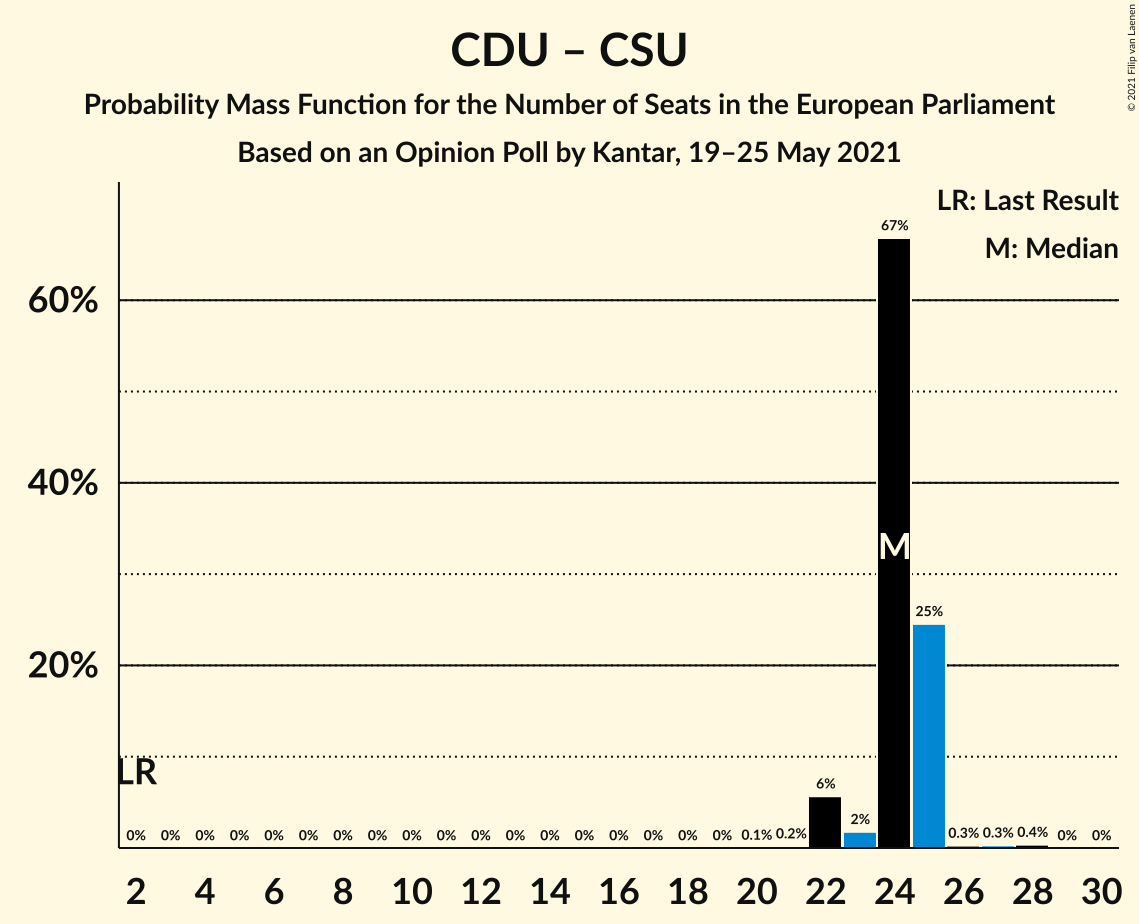 CDU – CSU
Probability Mass Function for the Number of Seats in the European Parliament
Based on an Opinion Poll by Kantar, 19–25 May 2021
© 2021 Filip van Laenen
LR: Last Result
M: Median
67%
60%
40%
M
25%
20%
LR
6%
2%
0% 0% 0% 0% 0% 0% 0% 0% 0% 0% 0% 0% 0% 0% 0% 0% 0% 0% 0.1% 0.2% 0.3% 0.3% 0.4% 0% 0%
2 4 6 8 10 12 14 16 18 20 22 24 26 28 30